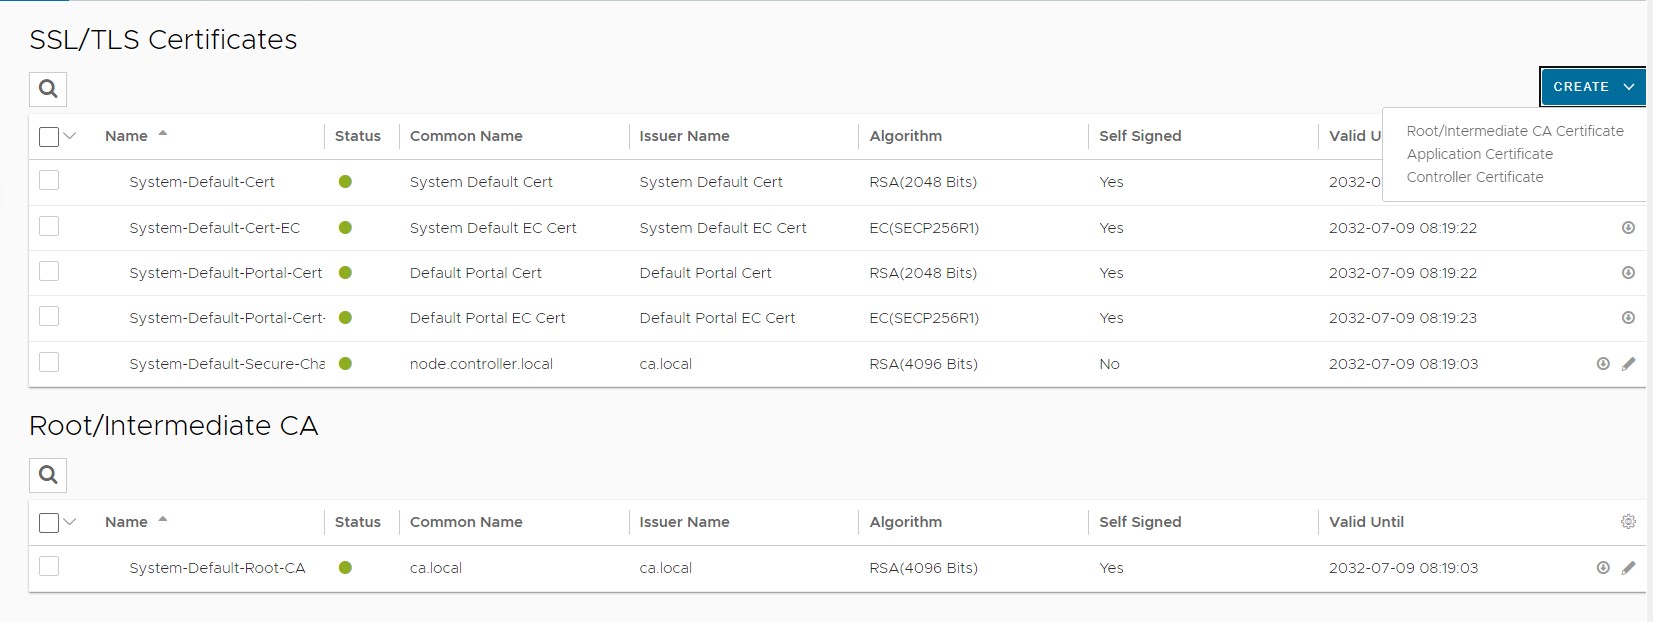 SSL/TLS Certificates
CREATE
Name Status Common Name Issuer Name Algorithm Self Signed Valid U
Root/Intermediate CA Certificate
Application Certificate
Controller Certificate
System-Default-Cert System Default Cert System Default Cert RSA(2048 Bits) Yes 2032-0
System-Default-Cert-EC System Default EC Cert System Default EC Cert EC(SECP256R1) Yes 2032-07-09 08:19:22
System-Default-Portal-Cert Default Portal Cert Default Portal Cert RSA(2048 Bits) Yes 2032-07-09 08:19:22
System-Default-Portal-Cert- Default Portal EC Cert Default Portal EC Cert EC(SECP256R1) Yes 2032-07-09 08:19:23
System-Default-Secure-Cha node.controller.local ca.local RSA(4096 Bits) No 2032-07-09 08:19:03
Root/Intermediate CA
Name Status Common Name Issuer Name Algorithm Self Signed Valid Until
System-Default-Root-CA ca.local ca.local RSA(4096 Bits) Yes 2032-07-09 08:19:03